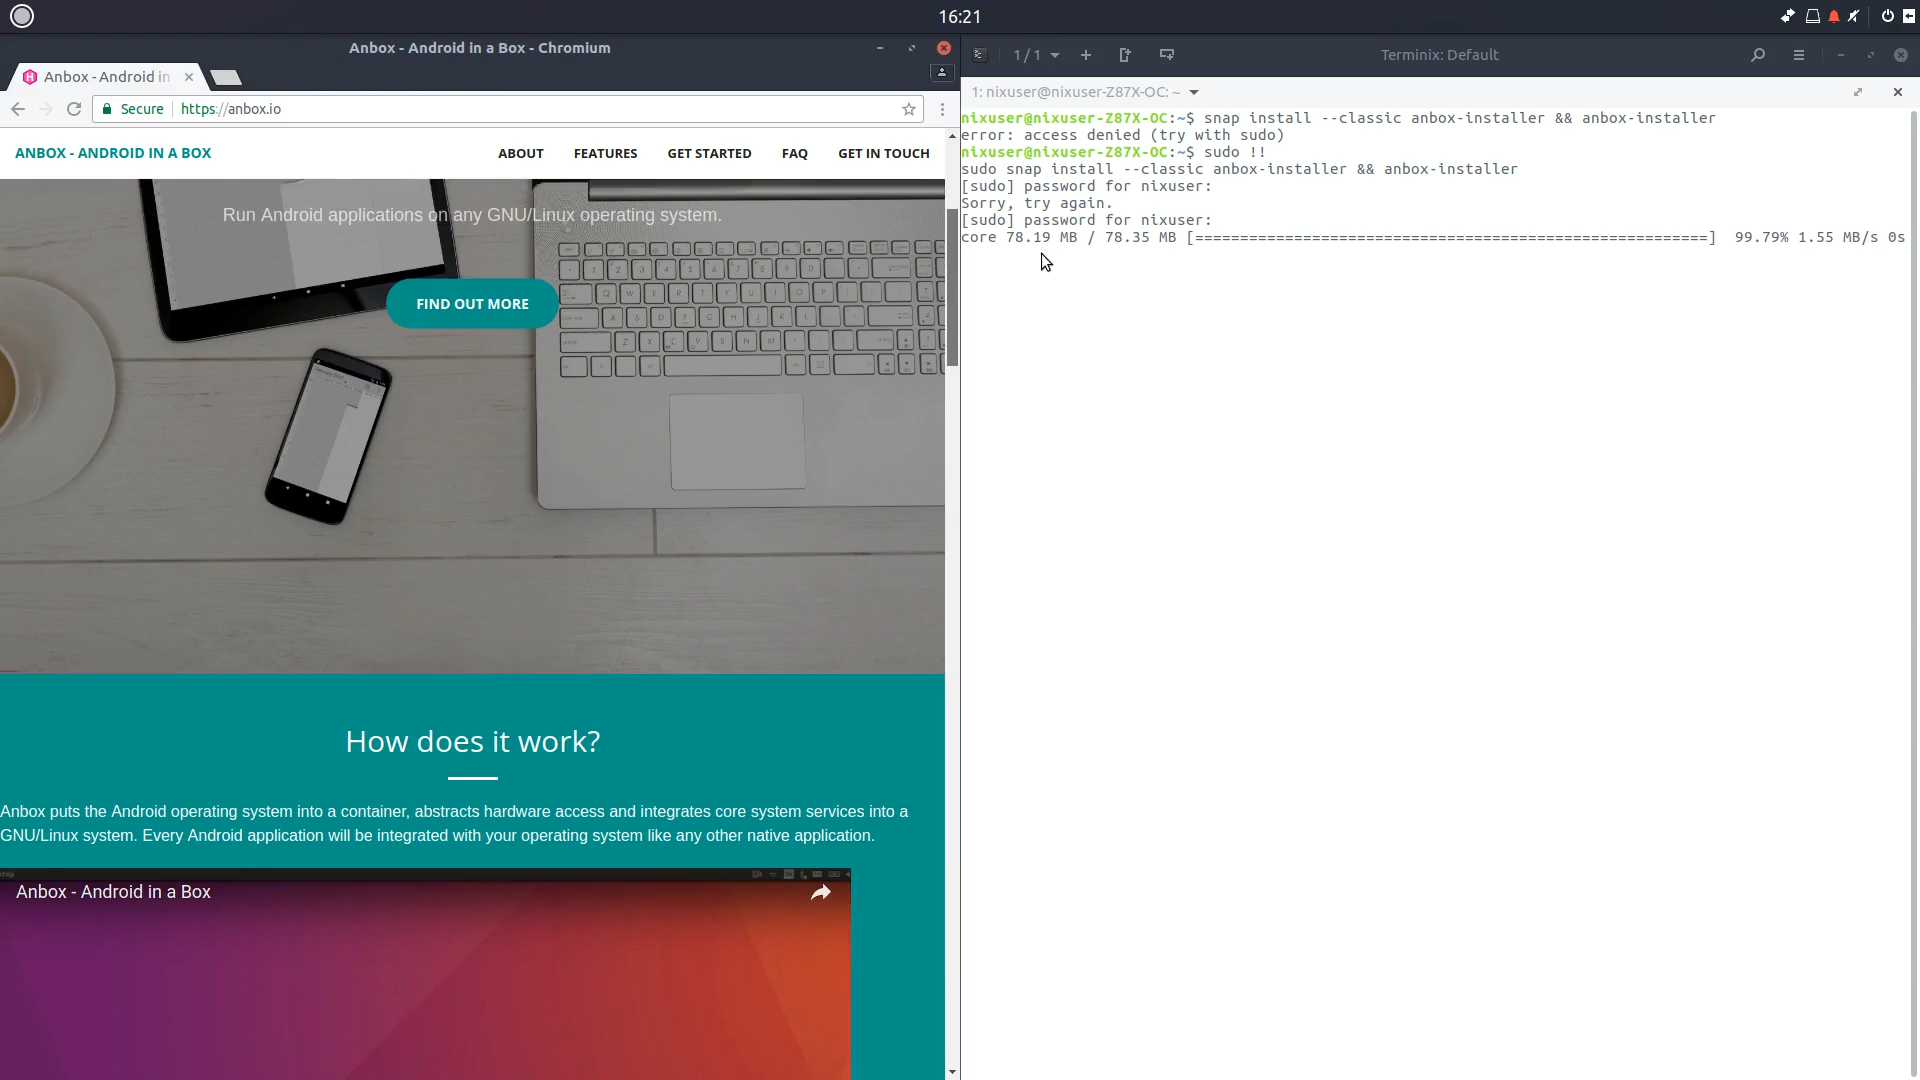 16:21
Anbox - Android in a Box - Chromium
Anbox - Android in
Secure https://anbox.io
ANBOX - ANDROID IN A BOX ABOUT FEATURES GET STARTED FAQ GET IN TOUCH
Run Android applications on any GNU/Linux operating system.
FIND OUT MORE
How does it work?
Anbox puts the Android operating system into a container, abstracts hardware access and integrates core system services into a
GNU/Linux system. Every Android application will be integrated with your operating system like any other native application.
Anbox - Android in a Box
1 / 1 Terminix: Default
1: nixuser@nixuser-Z87X-OC: ~
nixuser@nixuser-Z87X-OC:~$ snap install --classic anbox-installer && anbox-installer
error: access denied (try with sudo)
nixuser@nixuser-Z87X-OC:~$ sudo !!
sudo snap install --classic anbox-installer && anbox-installer
[sudo] password for nixuser:
Sorry, try again.
[sudo] password for nixuser:
core 78.19 MB / 78.35 MB [=========================================================] 99.79% 1.55 MB/s 0s